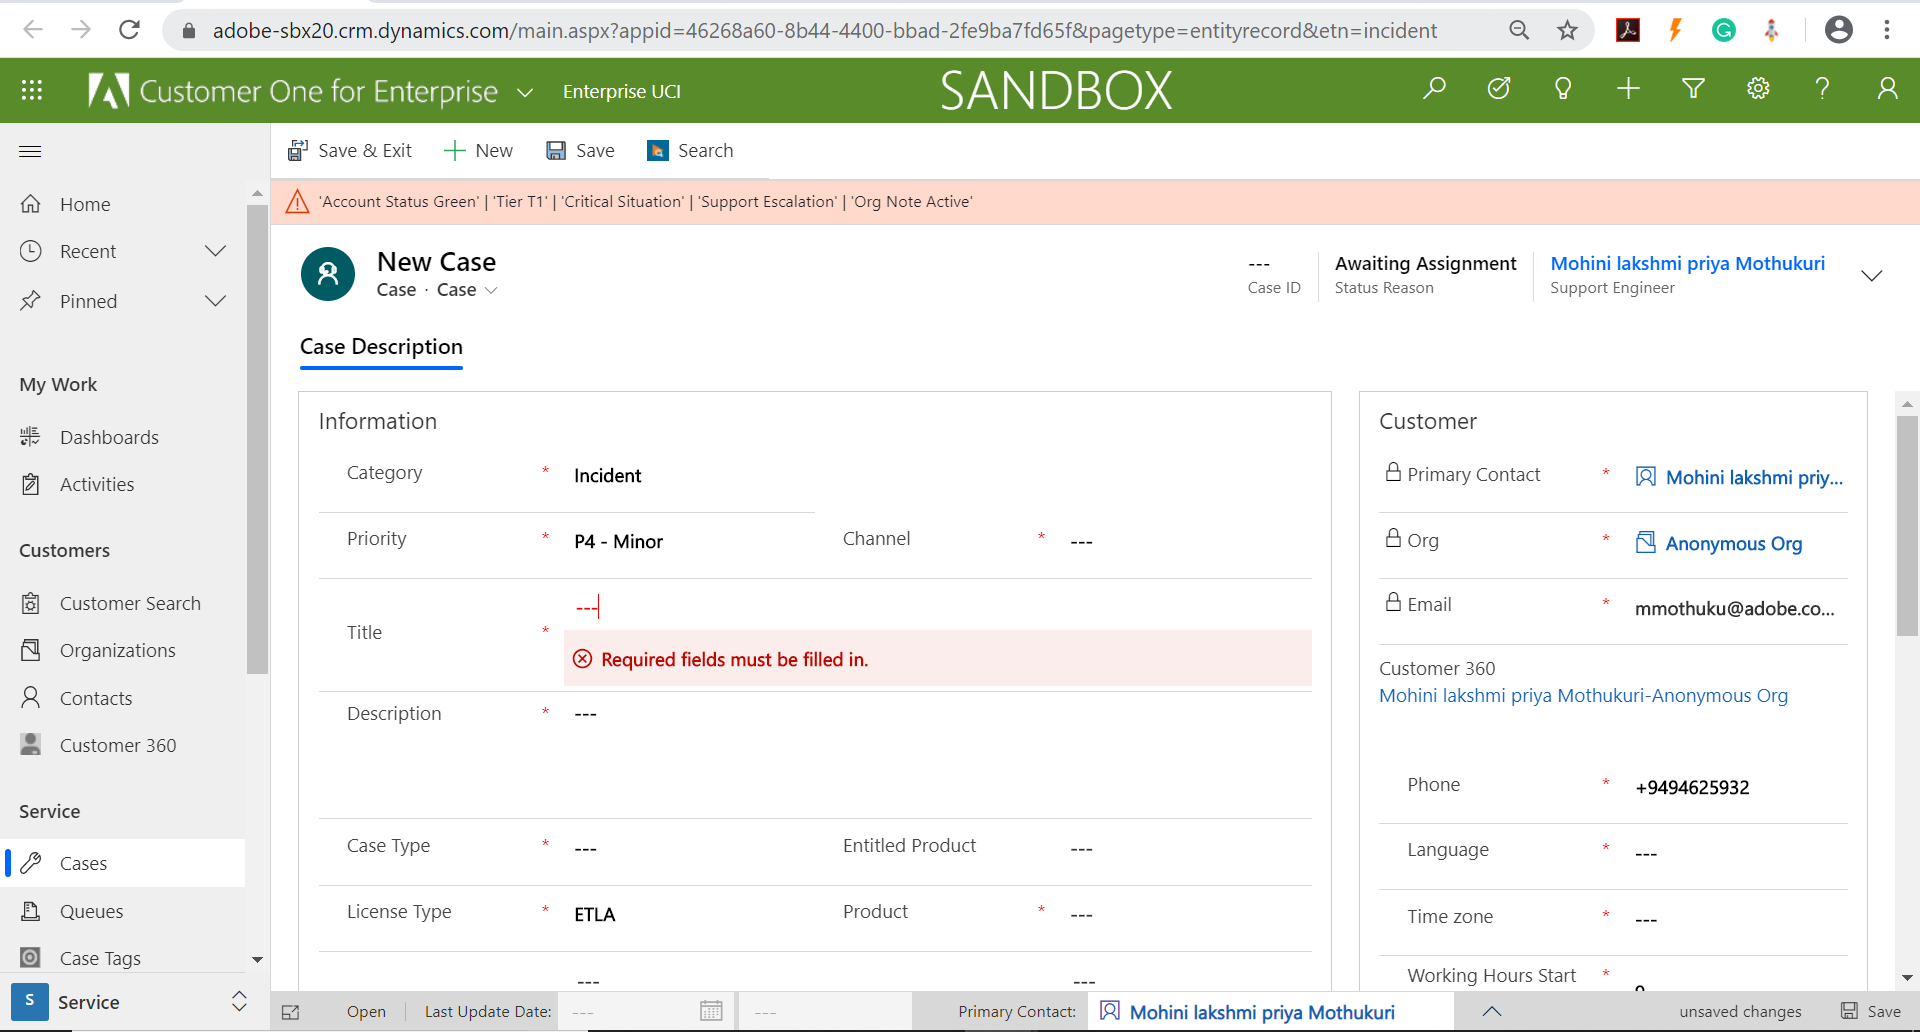 adobe-sbx20.crm.dynamics.com/main.aspx?appid=46268a60-8b44-4400-bbad-2fe9ba7fd65f&pagetype=entityrecord&etn=incident
Customer One for Enterprise
Enterprise UCI
SANDBOX
Save & Exit
New
Save
Search
'Account Status Green' | 'Tier T1' | 'Critical Situation' | 'Support Escalation' | 'Org Note Active'
Home
Recent
Pinned
My Work
Dashboards
Activities
Customers
Customer Search
Organizations
Contacts
Customer 360
Service
Cases
Queues
Case Tags
S Service
New Case
Case · Case
---
Case ID
Awaiting Assignment
Status Reason
Mohini lakshmi priya Mothukuri
Support Engineer
Case Description
Information
Category * Incident
Priority * P4 - Minor
Channel * ---
Title * ---
Required fields must be filled in.
Description * ---
Case Type * ---
Entitled Product ---
License Type * ETLA
Product * ---
--- ---
Customer
Primary Contact * Mohini lakshmi priy...
Org * Anonymous Org
Email * mmothuku@adobe.co...
Customer 360
Mohini lakshmi priya Mothukuri-Anonymous Org
Phone * +9494625932
Language * ---
Time zone * ---
Working Hours Start *
Open
Last Update Date: --- ---
Primary Contact: Mohini lakshmi priya Mothukuri
unsaved changes
Save